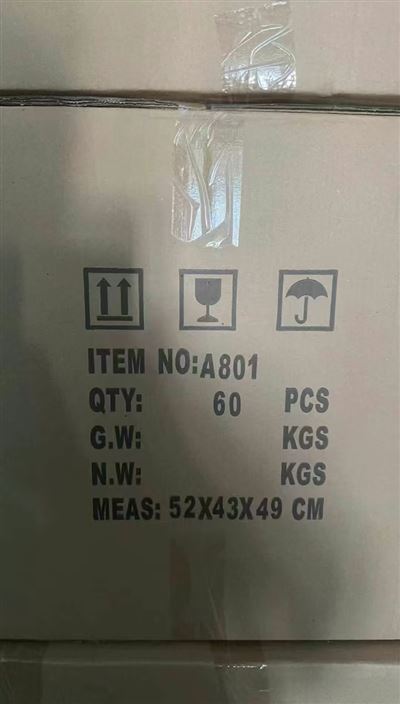 ITEM NO:A801
QTY: 60 PCS
G.W: KGS
N.W: KGS
MEAS: 52X43X49 CM